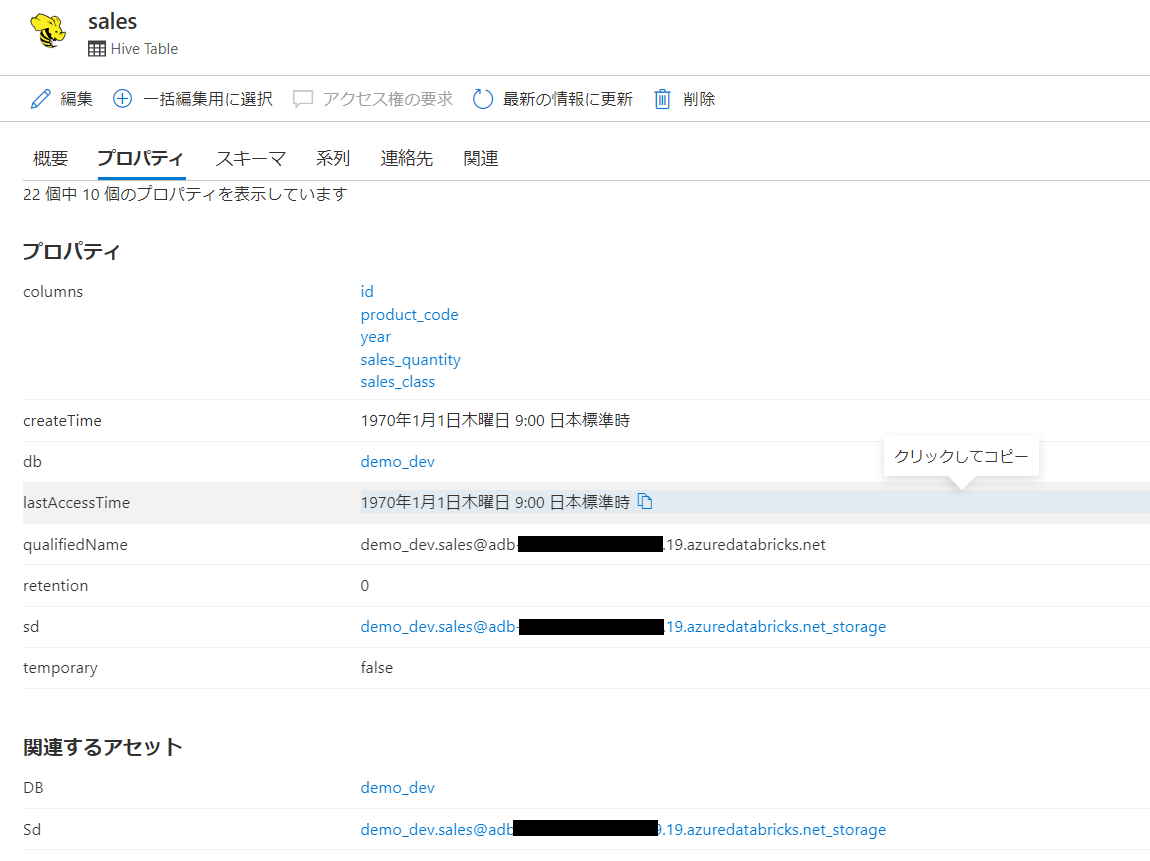 sales
Hive Table
編集 一括編集用に選択 アクセス権の要求 最新の情報に更新 削除
概要 プロパティ スキーマ 系列 連絡先 関連
22 個中 10 個のプロパティを表示しています
プロパティ
columns id
product_code
year
sales_quantity
sales_class
createTime 1970年1月1日木曜日 9:00 日本標準時
クリックしてコピー
db demo_dev
lastAccessTime 1970年1月1日木曜日 9:00 日本標準時
qualifiedName demo_dev.sales@adb- .19.azuredatabricks.net
retention 0
sd demo_dev.sales@adb- .19.azuredatabricks.net_storage
temporary false
関連するアセット
DB demo_dev
Sd demo_dev.sales@adb 9.19.azuredatabricks.net_storage